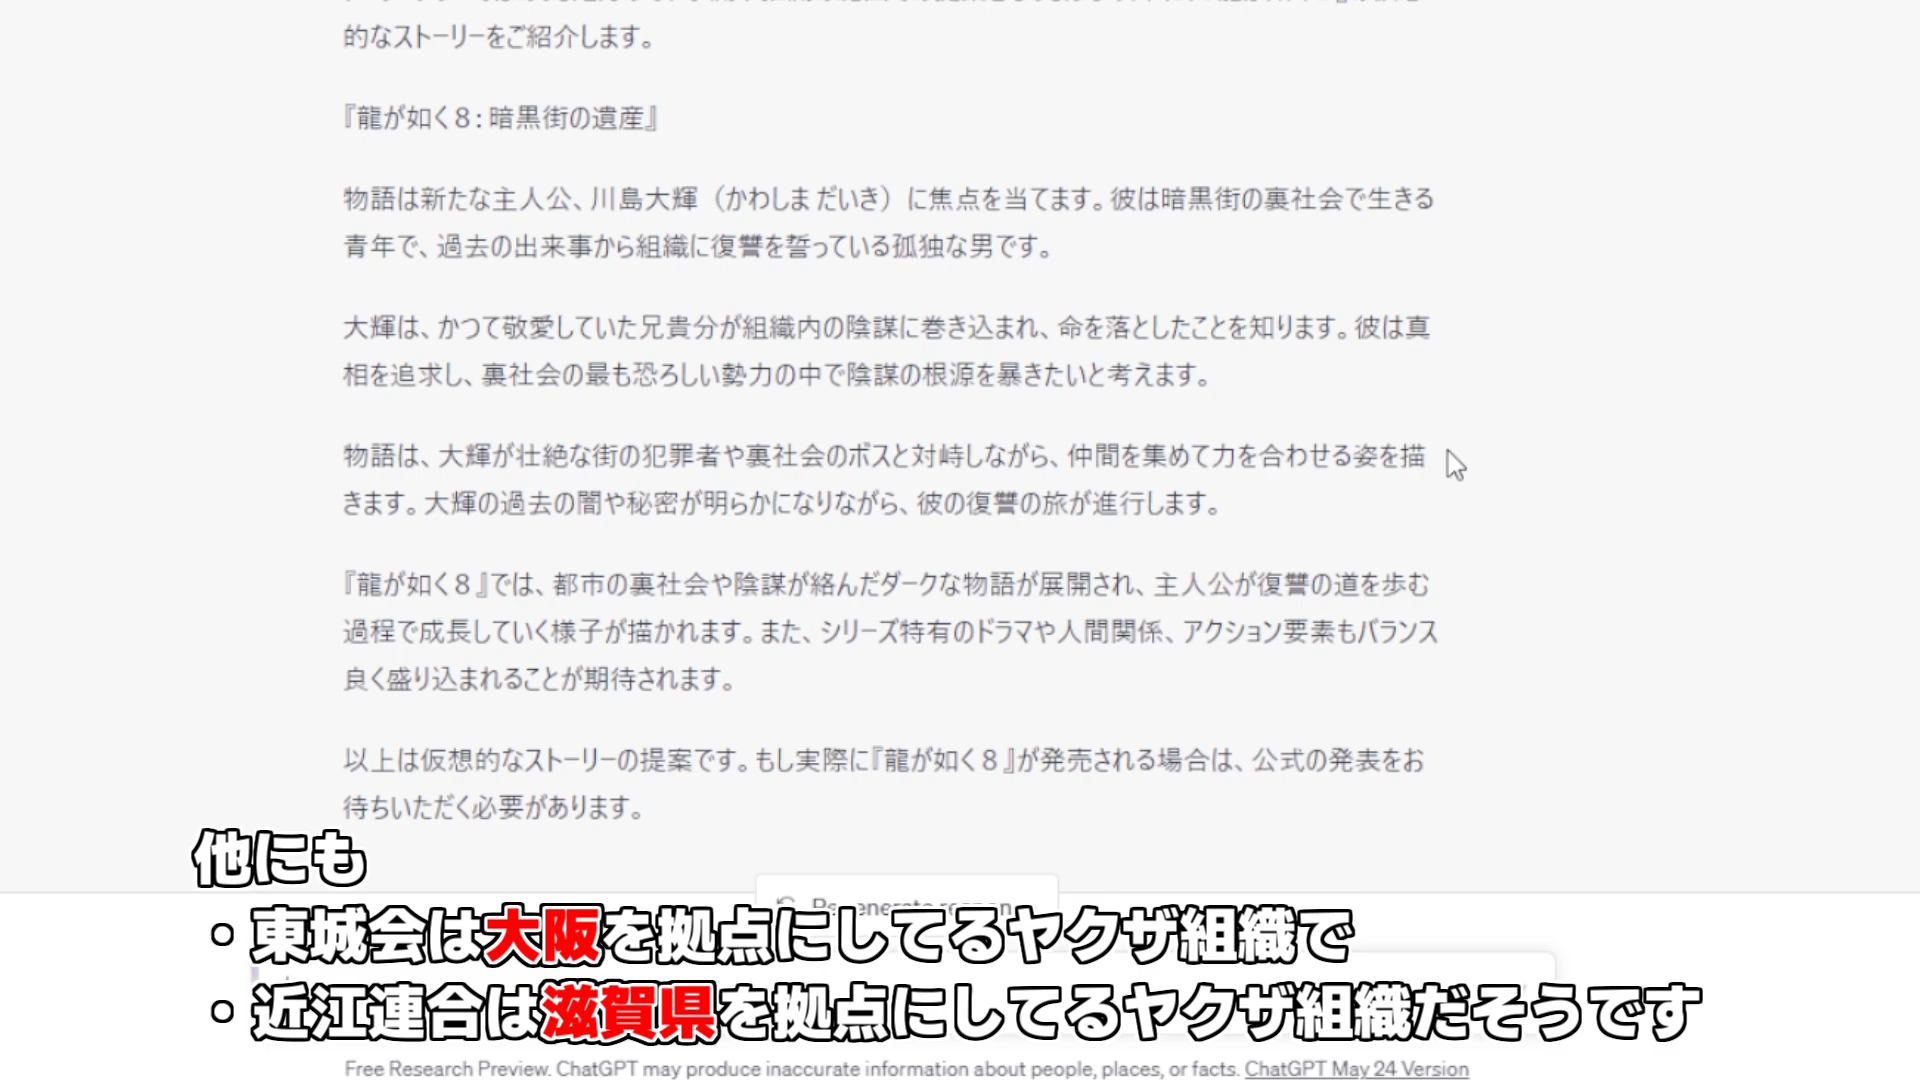 的なストーリーをご紹介します。
『龍が如く８：暗黒街の遺産』
物語は新たな主人公、川島大輝（かわしま だいき）に焦点を当てます。彼は暗黒街の裏社会で生きる
青年で、過去の出来事から組織に復讐を誓っている孤独な男です。
大輝は、かつて敬愛していた兄貴分が組織内の陰謀に巻き込まれ、命を落としたことを知ります。彼は真
相を追求し、裏社会の最も恐ろしい勢力の中で陰謀の根源を暴きたいと考えます。
物語は、大輝が壮絶な街の犯罪者や裏社会のボスと対峙しながら、仲間を集めて力を合わせる姿を描
きます。大輝の過去の闇や秘密が明らかになりながら、彼の復讐の旅が進行します。
『龍が如く８』では、都市の裏社会や陰謀が絡んだダークな物語が展開され、主人公が復讐の道を歩む
過程で成長していく様子が描かれます。また、シリーズ特有のドラマや人間関係、アクション要素もバランス
良く盛り込まれることが期待されます。
以上は仮想的なストーリーの提案です。もし実際に『龍が如く８』が発売される場合は、公式の発表をお
待ちいただく必要があります。
他にも
・東城会は大阪を拠点にしてるヤクザ組織で
・近江連合は滋賀県を拠点にしてるヤクザ組織だそうです
Free Research Preview. ChatGPT may produce inaccurate information about people, places, or facts. ChatGPT May 24 Version